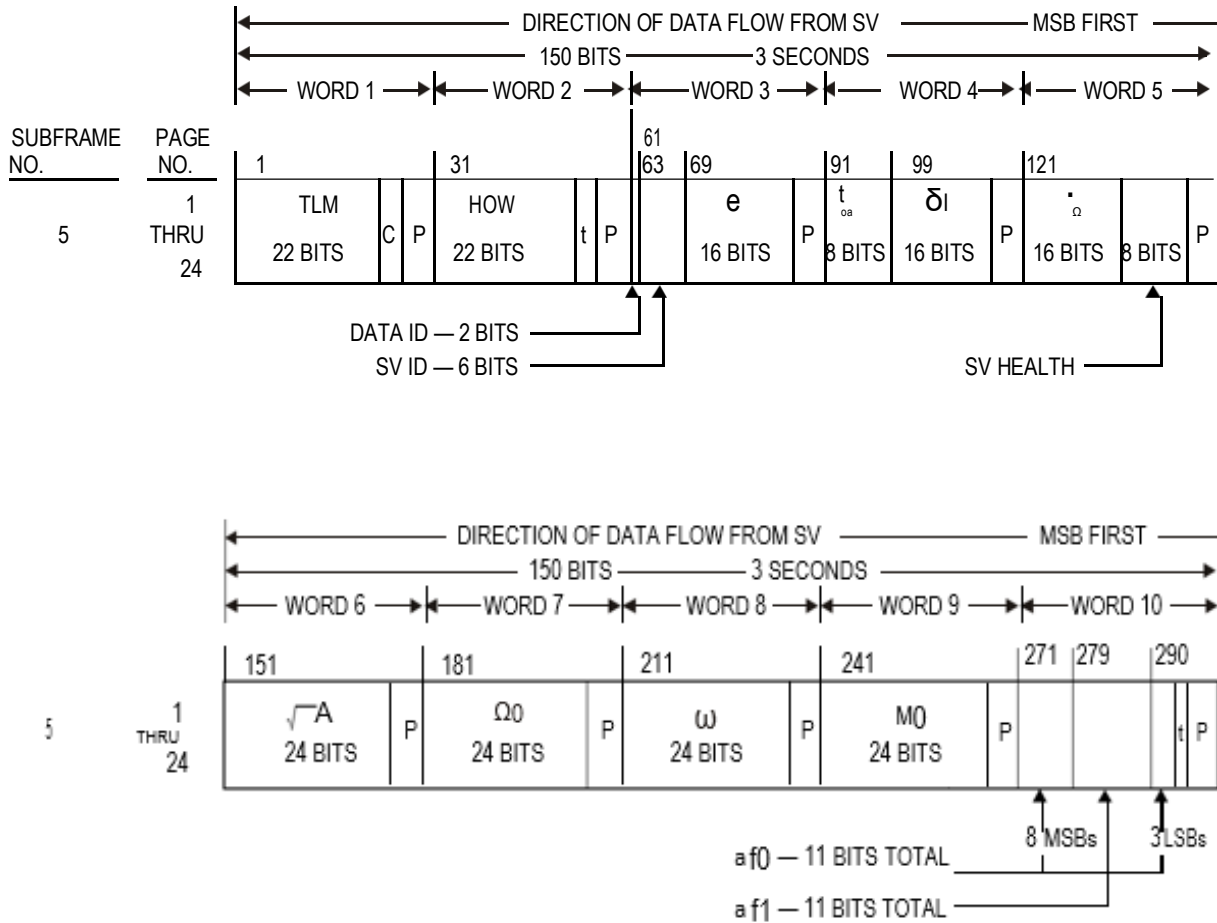 DIRECTION OF DATA FLOW FROM SV MSB FIRST
150 BITS 3 SECONDS
WORD 1 WORD 2 WORD 3 WORD 4 WORD 5
SUBFRAME NO. PAGE NO.
61
1 31 63 69 91 99 121
5 1 THRU 24
TLM 22 BITS C P HOW 22 BITS t P e 16 BITS P toa 8 BITS δI 16 BITS P Ω̇ 16 BITS 8 BITS P
DATA ID — 2 BITS
SV ID — 6 BITS SV HEALTH
DIRECTION OF DATA FLOW FROM SV MSB FIRST
150 BITS 3 SECONDS
WORD 6 WORD 7 WORD 8 WORD 9 WORD 10
151 181 211 241 271 279 290
5 1 THRU 24
√A 24 BITS P Ω0 24 BITS P ω 24 BITS P M0 24 BITS P t P
8 MSBs 3 LSBs
af0 — 11 BITS TOTAL
af1 — 11 BITS TOTAL